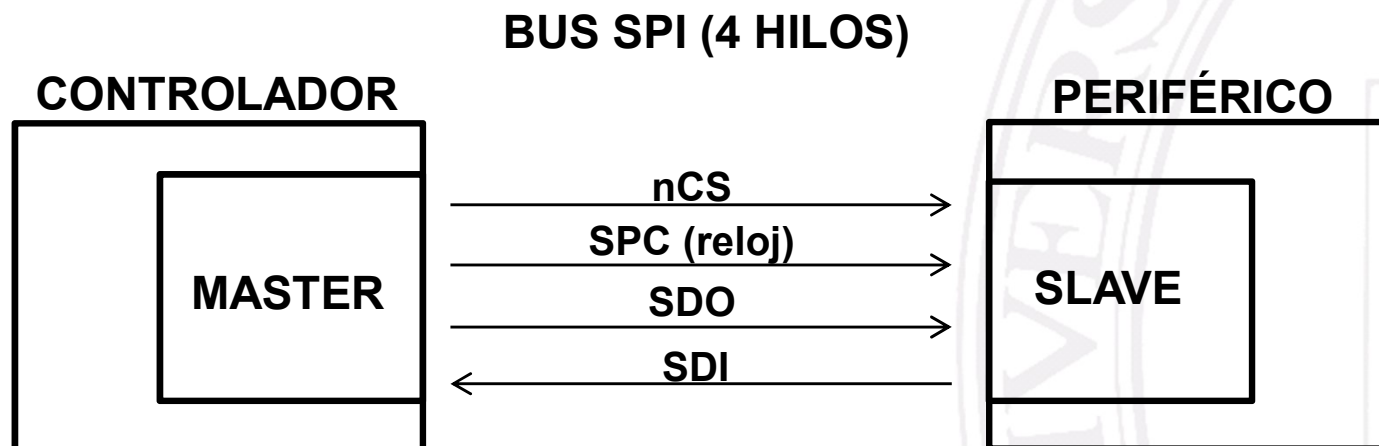 BUS SPI (4 HILOS)
CONTROLADOR
PERIFÉRICO
nCS
SPC (reloj)
MASTER
SLAVE
SDO
SDI